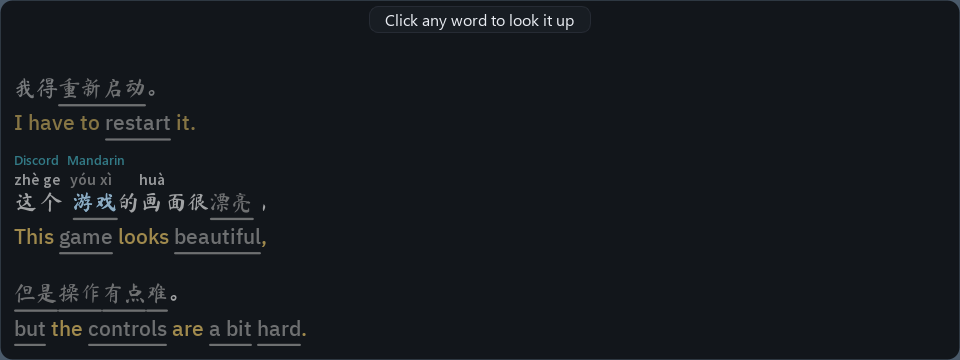 Click any word to look it up
我得重新启动。
I have to restart it.
Discord Mandarin
zhè ge yóu xì huà
这个 游戏的画面很漂亮，
This game looks beautiful,
但是操作有点难。
but the controls are a bit hard.